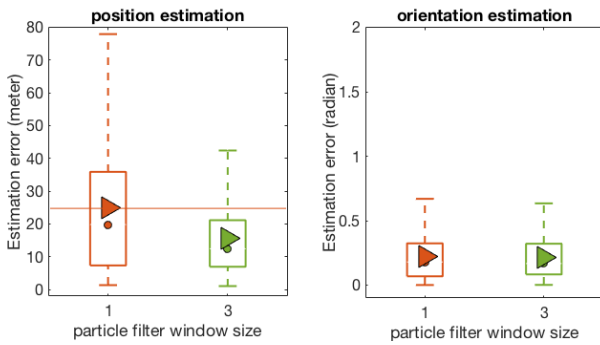 position estimation
80
70
60
50
40
30
20
10
0
Estimation error (meter)
1 3
particle filter window size
orientation estimation
2
1.5
1
0.5
0
Estimation error (radian)
1 3
particle filter window size